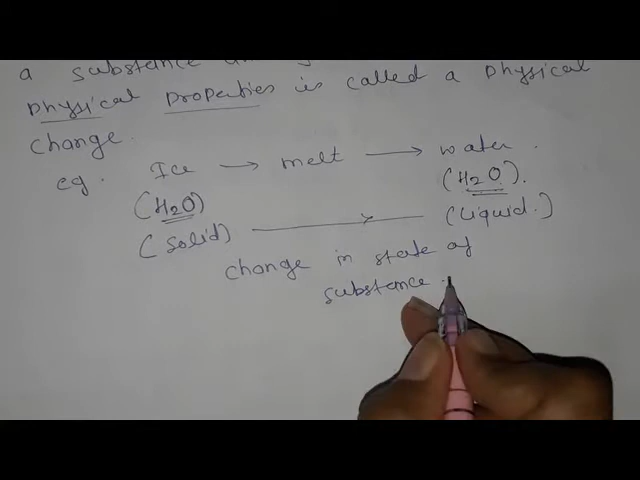 a substance
physical properties is called a physical
change.
eg. Ice → melt → water.
(H2O) (H2O).
(Solid) → (Liquid.)
change in state of
substence.